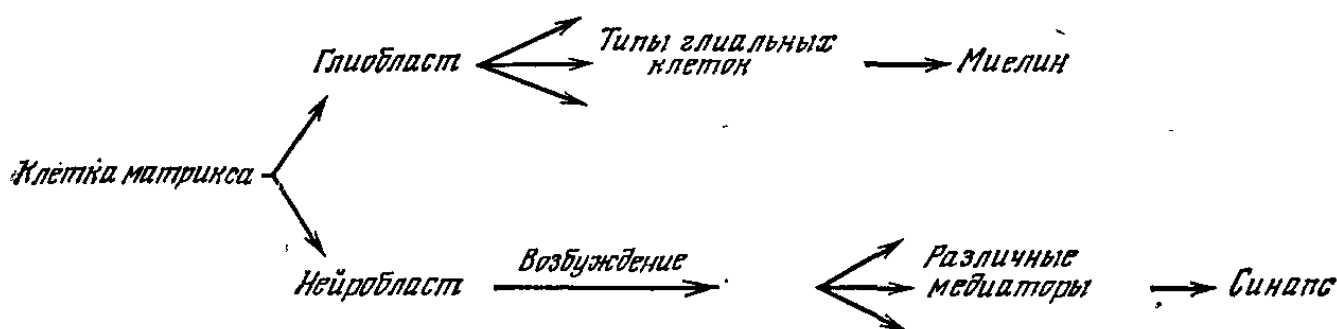 Глиобласт
Типы глиальных
клеток
Миелин
Клетка матрикса
Нейробласт
Возбуждение
Различные
медиаторы
Синапс